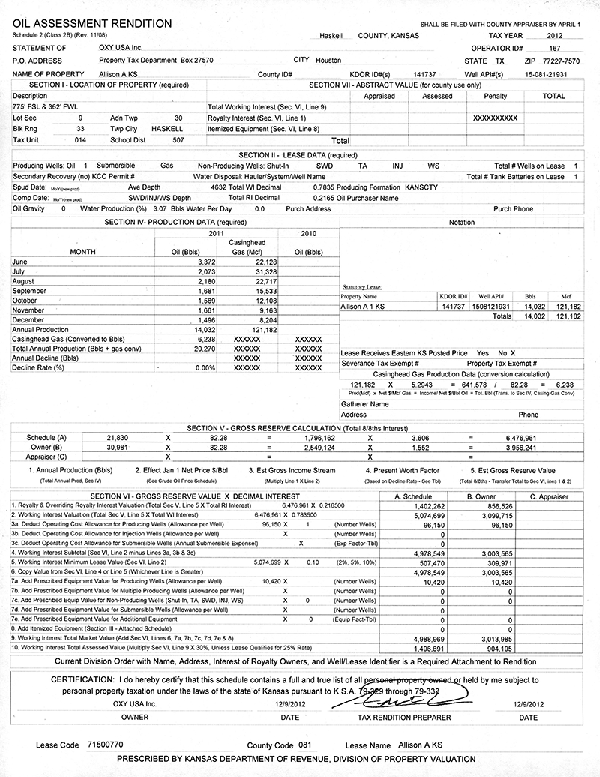 OIL ASSESSMENT RENDITION SHALL BE FILED WITH COUNTY APPRAISER BY APRIL 1
Schedule 2 (Class 2B) (Rev. 11/08) Haskell COUNTY, KANSAS TAX YEAR 2012
STATEMENT OF OXY USA Inc OPERATOR ID# 187
P.O. ADDRESS Property Tax Department Box 27570 CITY Houston STATE TX ZIP 77227-7570
NAME OF PROPERTY Allison A KS County ID# KDOR ID#(s) 141737 Well API#(s) 15-081-21931
SECTION I - LOCATION OF PROPERTY (required) SECTION VII - ABSTRACT VALUE (for county use only)
Description Appraised Assessed Penalty TOTAL
775' FSL & 362' FWL Total Working Interest (Sec. VI, Line 9)
Lot Sec 9 Adn Twp 30 Royalty Interest (Sec. VI, Line 1) XXXXXXXXXX
Blk Rng 33 Twp-City HASKELL Itemized Equipment (Sec. VI, Line 8)
Tax Unit 014 School Dist 507 Total
SECTION II - LEASE DATA (required)
Producing Wells: Oil 1 Submersible Gas Non-Producing Wells: Shut-In SWD TA INJ WS Total # Wells on Lease 1
Secondary Recovery (no) KCC Permit # Water Disposal: Hauler/System/Well Name Total # Tank Batteries on Lease 1
Spud Date Ave Depth 4632 Total WI Decimal 0.7835 Producing Formation KANSCTY
Comp Date: SWD/INJ/WS Depth Total RI Decimal 0.2165 Oil Purchaser Name
Oil Gravity 0 Water Production (%) 3.07 Bbls Water Per Day 0.0 Purch Address Purch Phone
SECTION IV- PRODUCTION DATA (required) Notation
2011 2010
Casinghead
MONTH Oil (Bbls) Gas (Mcf) Oil (Bbls)
June 3,372 22,128
July 2,073 31,328
August 2,180 22,717
September 1,681 15,533
October 1,589 12,108
November 1,661 9,163
December 1,496 8,204
Annual Production 14,032 121,182
Summary Lease
Property Name KDOR ID# Well API# Bbls Mcf
Allison A 1 KS 141737 1508121931 14,032 121,182
Totals 14,032 121,182
Casinghead Gas (Converted to Bbls) 6,238 XXXXXX XXXXXX
Total Annual Production (Bbls + gas conv) 20,270 XXXXXX XXXXXX
Annual Decline (Bbls) XXXXXX XXXXXX
Decline Rate (%) 0.00% XXXXXX XXXXXX
Lease Receives Eastern KS Posted Price Yes No X
Severance Tax Exempt # Property Tax Exempt #
Casinghead Gas Production Data (conversion calculation)
121,182 X 5.2943 = 641,578 / 82.28 = 6,238
Gatherer Name
Address Phone
SECTION V - GROSS RESERVE CALCULATION (Total 8/8ths Interest)
Schedule (A) 21,830 X 82.28 = 1,796,182 X 3.606 = 6,476,961
Owner (B) 30,981 X 82.28 = 2,549,124 X 1.552 = 3,956,241
Appraiser (C) X = X =
1. Annual Production (Bbls) 2. Effect Jan 1 Net Price $/Bbl 3. Est Gross Income Stream 4. Present Worth Factor 5. Est Gross Reserve Value
(Total Annual Prod, Sec IV) (See Crude Oil Price Schedule) (Multiply Line 1 X Line 2) (Based on Decline Rate - See Tbl) (Total 8/8ths - Transfer Total to Sec VI, line 1 & 2)
SECTION VI - GROSS RESERVE VALUE X DECIMAL INTEREST A. Schedule B. Owner C. Appraiser
1. Royalty & Overriding Royalty Interest Valuation (Total Sec V, Line 5 X Total RI Interest) 6,476,961 X 0.216500 1,402,262 856,526
2. Working Interest Valuation (Total Sec V, Line 5 X Total WI Interest) 6,476,961 X 0.783500 5,074,699 3,099,715
3a. Deduct Operating Cost Allowance for Producing Wells (Allowance per Well) 96,150 X 1 (Number Wells) 96,150 96,150
3b. Deduct Operating Cost Allowance for Injection Wells (Allowance per Well) X (Number Wells) 0
3c. Deduct Operating Cost Allowance for Submersible Wells (Annual Submersible Expense) X (Exp Factor Tbl) 0
4. Working Interest Subtotal (Sec VI, Line 2 minus Lines 3a, 3b & 3c) 4,978,549 3,003,565
5. Working Interest Minimum Lease Value (Sec VI, Line 2) 5,074,699 X 0.10 (2%, 5%, 10%) 507,470 309,971
6. Copy Value from Sec VI, Line 4 or Line 5 (Whichever Line is Greater) 4,978,549 3,003,565
7a. Add Prescribed Equipment Value for Producing Wells (Allowance per Well) 10,420 X 1 (Number Wells) 10,420 10,420
7b. Add Prescribed Equipment Value for Multiple Producing Wells (Allowance per Well) X (Number Wells) 0
7c. Add Prescribed Equip Value for Non-Producing Wells (Shut In, TA, SWD, INJ, WS) X 0 (Number Wells) 0
7d. Add Prescribed Equipment Value for Submersible Wells (Allowance per Well) X (Number Wells) 0
7e. Add Prescribed Equipment Value for Additional Equipment X 0 (Equip Fact-Tbl) 0 0
8. Add Itemized Equipment (Section III - Attached Schedule) 0 0
9. Working Interest Total Market Value (Add Sec VI, Lines 6, 7a, 7b, 7c, 7d, 7e & 8) 4,988,969 3,013,985
10. Working Interest Total Assessed Value (Multiply Sec VI, Line 9 X 30%, Unless Lease Qualifies for 25% Rate) 1,496,691 904,195
Current Division Order with Name, Address, Interest of Royalty Owners, and Well/Lease Identifier is a Required Attachment to Rendition
CERTIFICATION: I do hereby certify that this schedule contains a full and true list of all personal property owned or held by me subject to
personal property taxation under the laws of the state of Kansas pursuant to K.S.A. 79-329 through 79-332
OXY USA Inc. 12/9/2012 12/6/2012
OWNER DATE TAX RENDITION PREPARER DATE
Lease Code 71500770 County Code 081 Lease Name Allison A KS
PRESCRIBED BY KANSAS DEPARTMENT OF REVENUE, DIVISION OF PROPERTY VALUATION